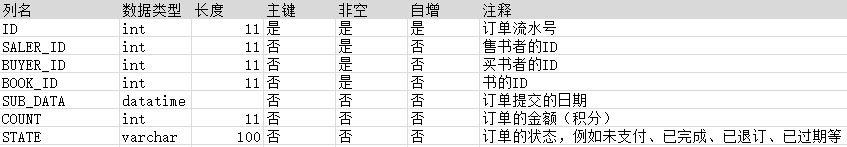 列名 数据类型 长度 主键 非空 自增 注释
ID int 11 是 是 是 订单流水号
SALER_ID int 11 否 是 否 售书者的ID
BUYER_ID int 11 否 是 否 买书者的ID
BOOK_ID int 11 否 是 否 书的ID
SUB_DATA datatime 否 否 否 订单提交的日期
COUNT int 11 否 否 否 订单的金额（积分）
STATE varchar 100 否 否 否 订单的状态，例如未支付、已完成、已退订、已过期等